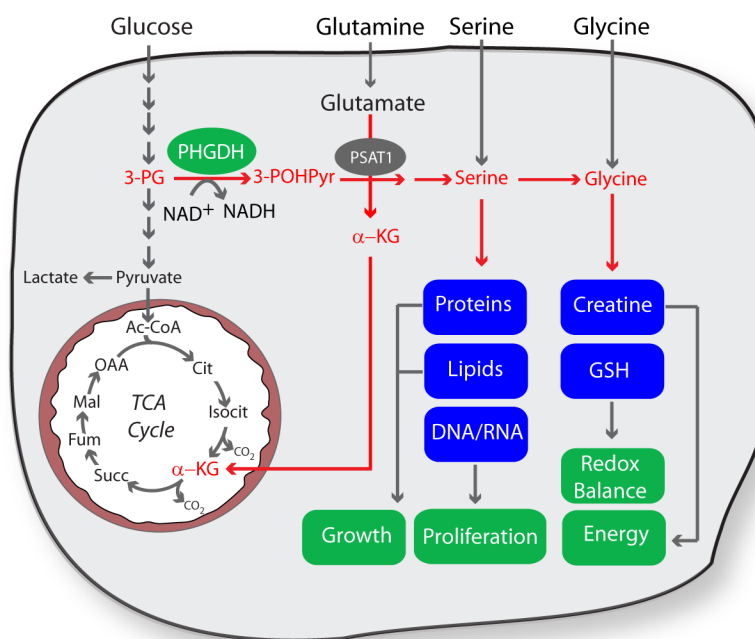 Glucose
Glutamine
Serine
Glycine
Glutamate
PHGDH
PSAT1
3-PG
3-POHPyr
Serine
Glycine
NAD+ NADH
α–KG
Lactate
Pyruvate
Ac-CoA
OAA
Cit
Mal
TCA
Cycle
Isocit
Fum
CO2
α–KG
Succ
CO2
Proteins
Creatine
Lipids
GSH
DNA/RNA
Redox
Balance
Growth
Proliferation
Energy